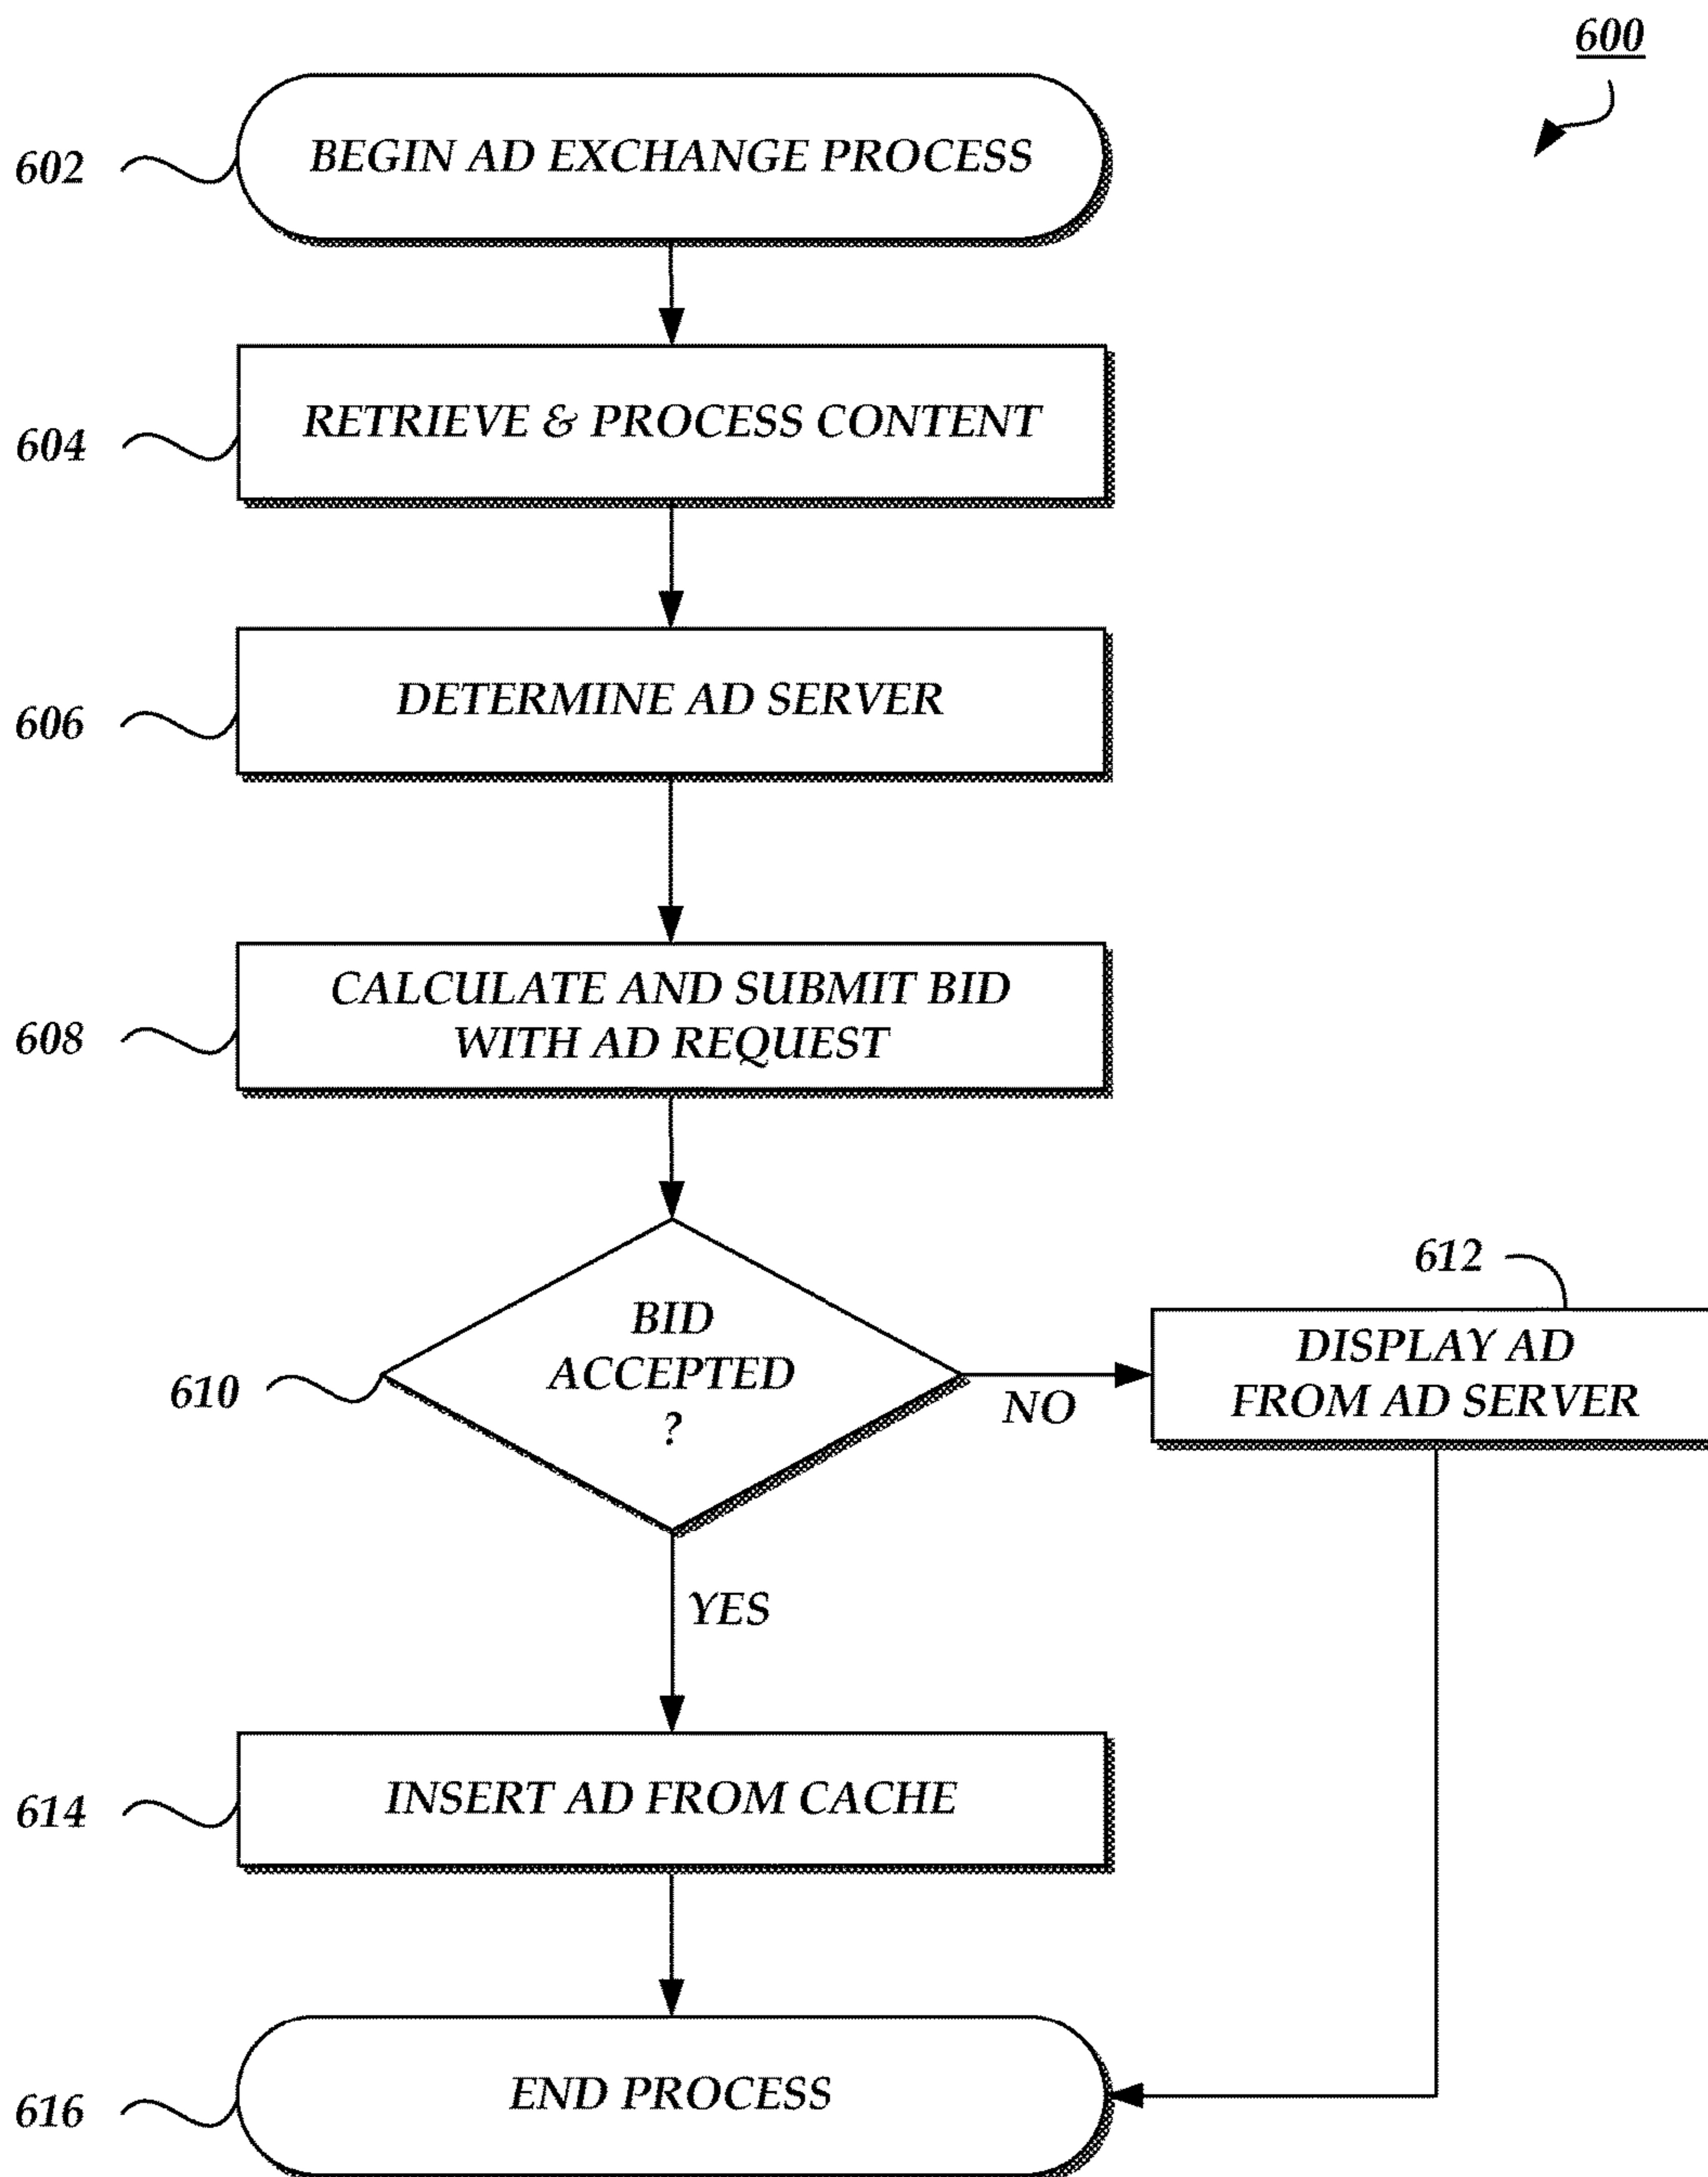 600
602
BEGIN AD EXCHANGE PROCESS
604
RETRIEVE & PROCESS CONTENT
606
DETERMINE AD SERVER
608
CALCULATE AND SUBMIT BID
WITH AD REQUEST
610
BID
ACCEPTED
?
NO
612
DISPLAY AD
FROM AD SERVER
YES
614
INSERT AD FROM CACHE
616
END PROCESS